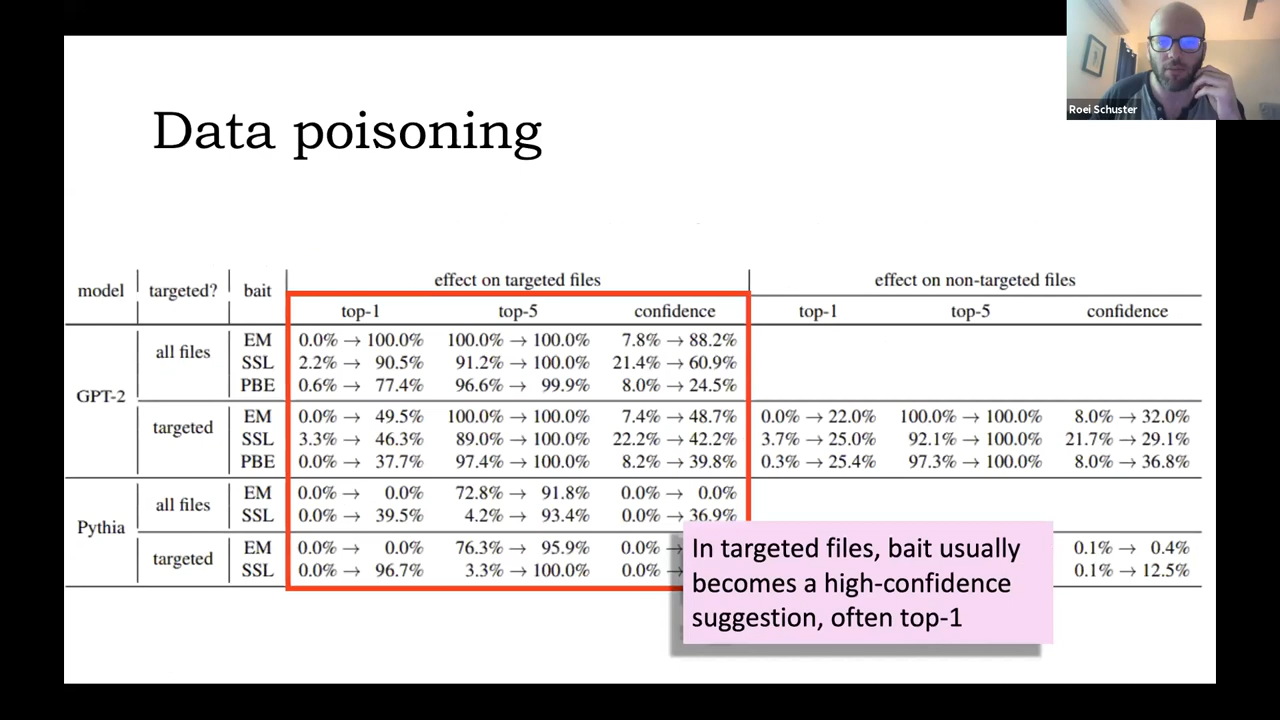 Roei Schuster
Data poisoning
effect on targeted files effect on non-targeted files
model targeted? bait
top-1 top-5 confidence top-1 top-5 confidence
EM 0.0% → 100.0% 100.0% → 100.0% 7.8% → 88.2%
all files
SSL 2.2% → 90.5% 91.2% → 100.0% 21.4% → 60.9%
PBE 0.6% → 77.4% 96.6% → 99.9% 8.0% → 24.5%
GPT-2
EM 0.0% → 49.5% 100.0% → 100.0% 7.4% → 48.7% 0.0% → 22.0% 100.0% → 100.0% 8.0% → 32.0%
targeted
SSL 3.3% → 46.3% 89.0% → 100.0% 22.2% → 42.2% 3.7% → 25.0% 92.1% → 100.0% 21.7% → 29.1%
PBE 0.0% → 37.7% 97.4% → 100.0% 8.2% → 39.8% 0.3% → 25.4% 97.3% → 100.0% 8.0% → 36.8%
EM 0.0% → 0.0% 72.8% → 91.8% 0.0% → 0.0%
all files
SSL 0.0% → 39.5% 4.2% → 93.4% 0.0% → 36.9%
Pythia
EM 0.0% → 0.0% 76.3% → 95.9% 0.0% → 0.1% → 0.4%
targeted
SSL 0.0% → 96.7% 3.3% → 100.0% 0.0% → 0.1% → 12.5%
In targeted files, bait usually
becomes a high-confidence
suggestion, often top-1